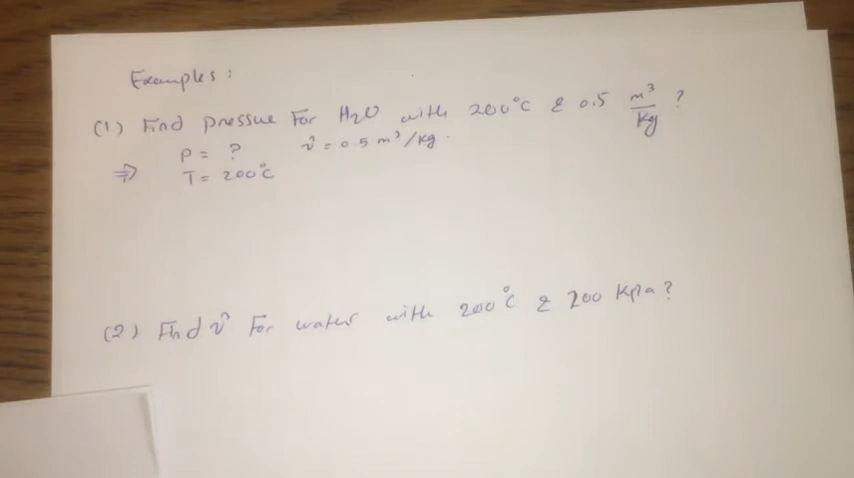 Examples:
(1) Find pressue For H₂O with 200°C & 0.5 m³/kg ?
P = ? v̂ = 0.5 m³/kg.
⇒ T = 200°C
(2) Find v̂ For water with 200°C & 200 Kpa?